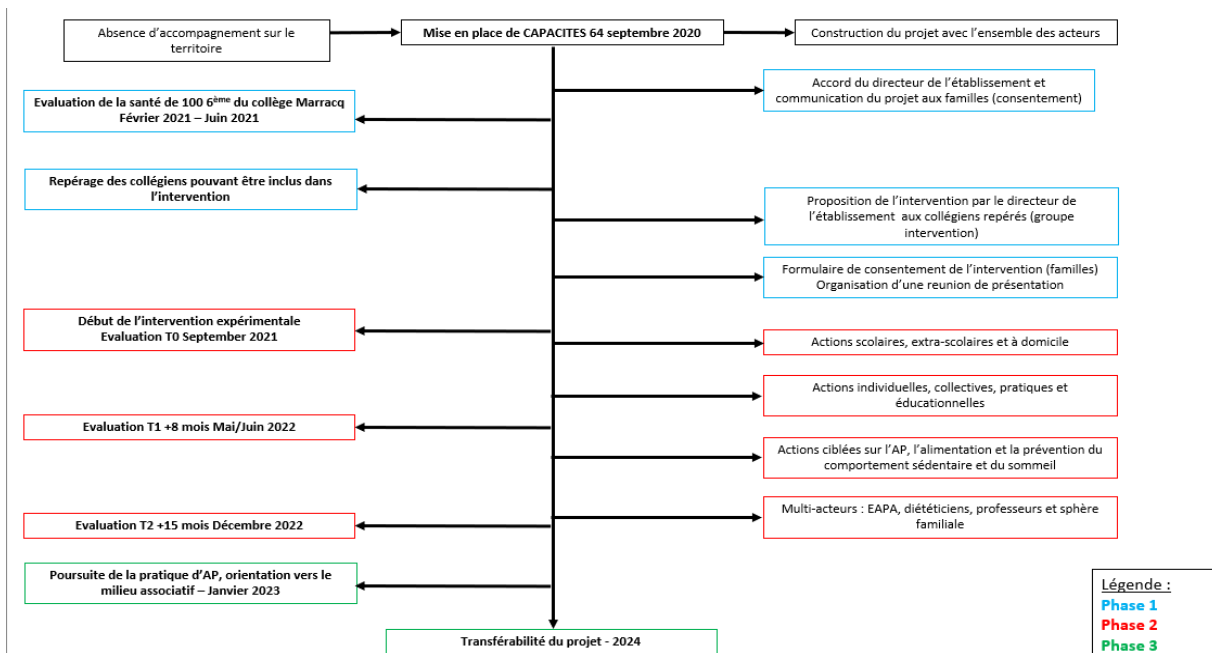 Absence d'accompagnement sur le
territoire
Mise en place de CAPACITES 64 septembre 2020
Construction du projet avec l'ensemble des acteurs
Accord du directeur de l'établissement et
communication du projet aux familles (consentement)
Evaluation de la santé de 100 6ème du collège Marracq
Février 2021 – Juin 2021
Repérage des collégiens pouvant être inclus dans
l'intervention
Proposition de l'intervention par le directeur de
l'établissement aux collégiens repérés (groupe
intervention)
Formulaire de consentement de l'intervention (familles)
Organisation d'une reunion de présentation
Début de l'intervention expérimentale
Evaluation T0 September 2021
Actions scolaires, extra-scolaires et à domicile
Actions individuelles, collectives, pratiques et
éducationnelles
Evaluation T1 +8 mois Mai/Juin 2022
Actions ciblées sur l'AP, l'alimentation et la prévention du
comportement sédentaire et du sommeil
Evaluation T2 +15 mois Décembre 2022
Multi-acteurs : EAPA, diététiciens, professeurs et sphère
familiale
Poursuite de la pratique d'AP, orientation vers le
milieu associatif – Janvier 2023
Transférabilité du projet - 2024
Légende :
Phase 1
Phase 2
Phase 3